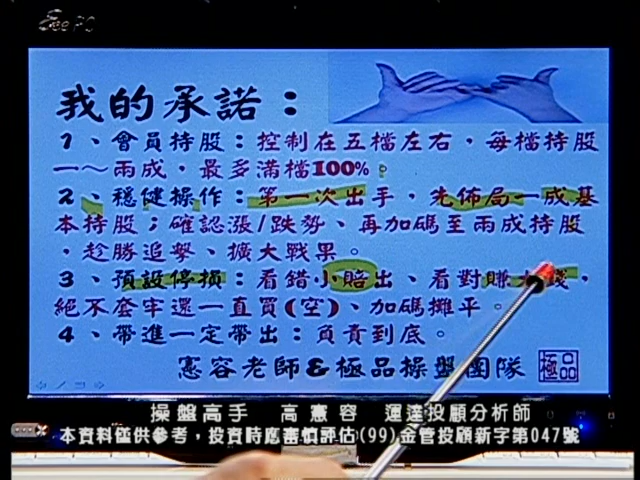 Eee PC
我的承諾：
1、會員持股：控制在五檔左右，每檔持股
一～兩成，最多滿檔100%。
2、穩健操作：第一次出手，先佈局一成基
本持股；確認漲/跌勢、再加碼至兩成持股
，趁勝追擊、擴大戰果。
3、預設停損：看錯小賠出、看對賺大錢，
絕不套牢還一直買(空)、加碼攤平。
4、帶進一定帶出：負責到底。
憲容老師&極品操盤團隊 極品
操盤高手 高憲容 運達投顧分析師
本資料僅供參考，投資時應審慎評估(99)金管投顧新字第047號